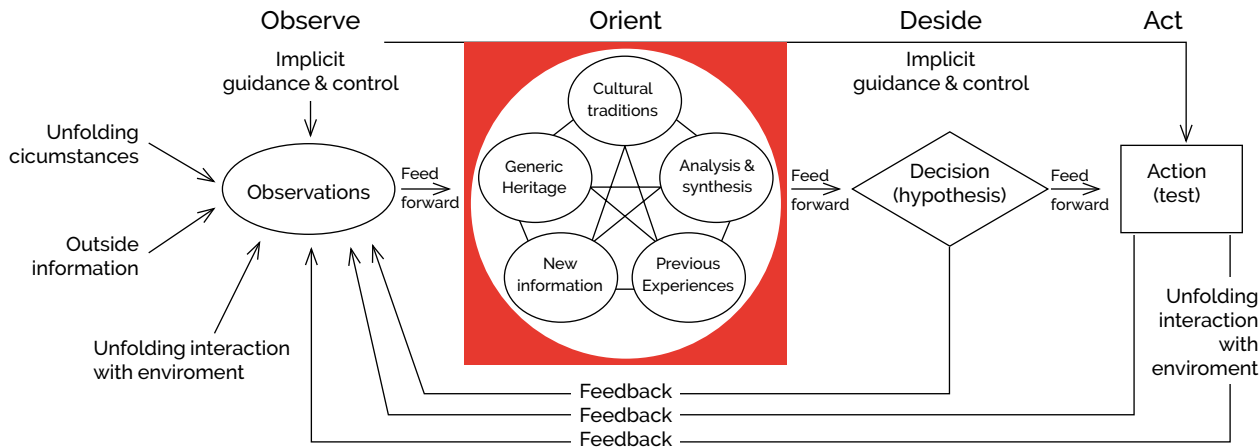 Observe
Orient
Deside
Act
Implicit
guidance & control
Implicit
guidance & control
Unfolding
cicumstances
Observations
Outside
information
Unfolding interaction
with enviroment
Feed
forward
Cultural
traditions
Generic
Heritage
Analysis &
synthesis
New
information
Previous
Experiences
Feed
forward
Decision
(hypothesis)
Feed
forward
Action
(test)
Unfolding
interaction
with
enviroment
Feedback
Feedback
Feedback